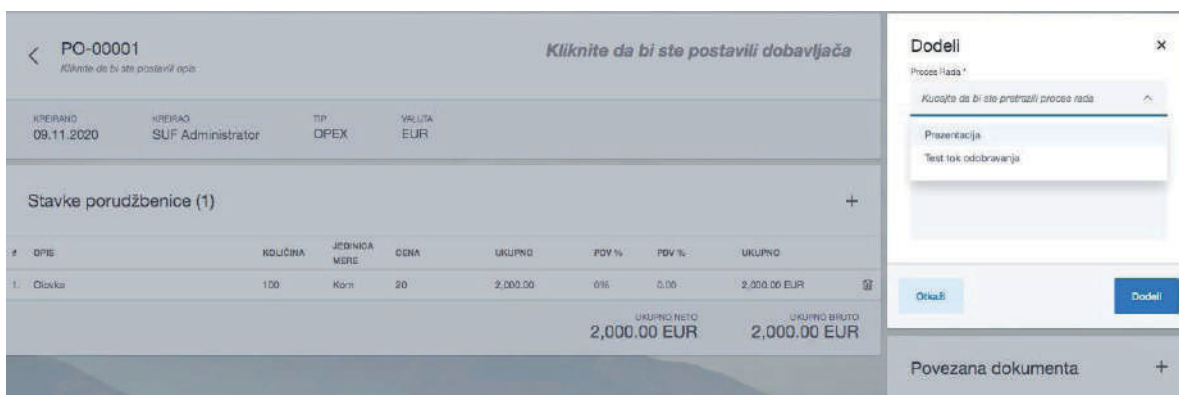 PO-00001
Kliknite da bi ste postavili opis
Kliknite da bi ste postavili dobavljača
KREIRANO KREIRAO TIP VALUTA
09.11.2020 SUF Administrator OPEX EUR
Stavke porudžbenice (1) +
# OPIS KOLIČINA JEDINICA MERE CENA UKUPNO PDV % PDV % UKUPNO
1. Olovka 100 Kom 20 2,000.00 0% 0.00 2,000.00 EUR
UKUPNO NETO UKUPNO BRUTO
2,000.00 EUR 2,000.00 EUR
Dodeli
Proces Rada *
Kucajte da bi ste pretražili proces rada
Prezentacija
Test tok odobravanja
Otkaži Dodeli
Povezana dokumenta +